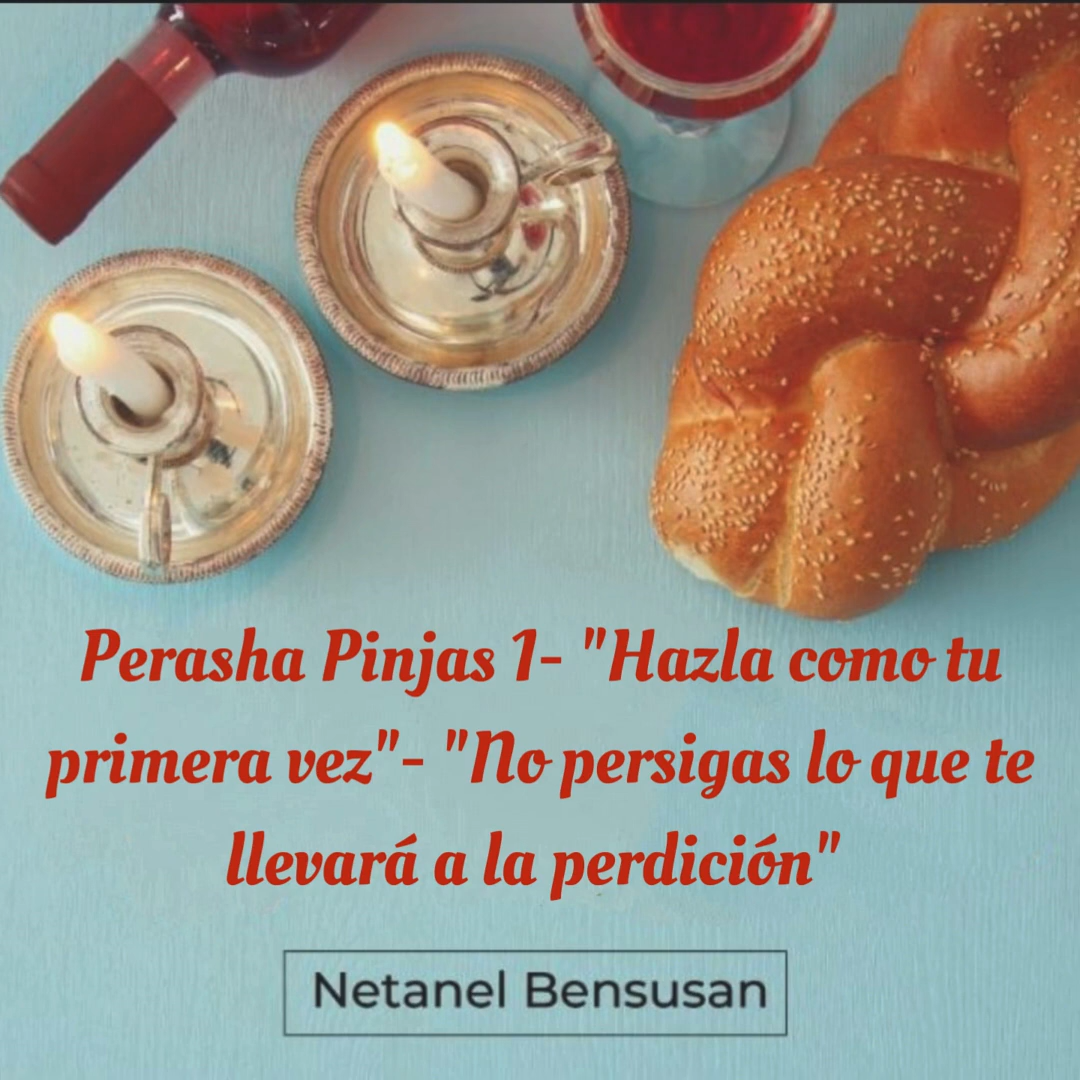 Perasha Pinjas 1- "Hazla como tu
primera vez"- "No persigas lo que te
llevará a la perdición"
Netanel Bensusan